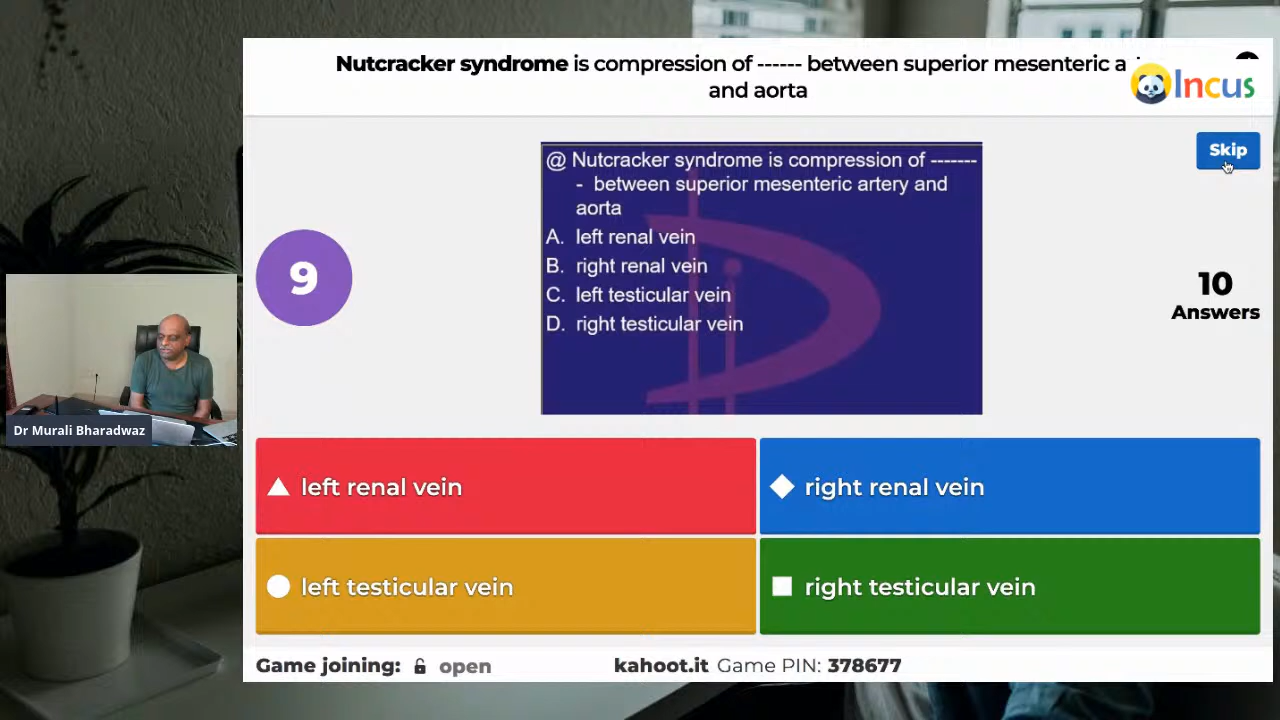 Nutcracker syndrome is compression of ------ between superior mesenteric a
and aorta
Incus
Skip
@ Nutcracker syndrome is compression of -------
- between superior mesenteric artery and
aorta
A. left renal vein
B. right renal vein
C. left testicular vein
D. right testicular vein
9
10
Answers
Dr Murali Bharadwaz
left renal vein
right renal vein
left testicular vein
right testicular vein
Game joining: open
kahoot.it Game PIN: 378677